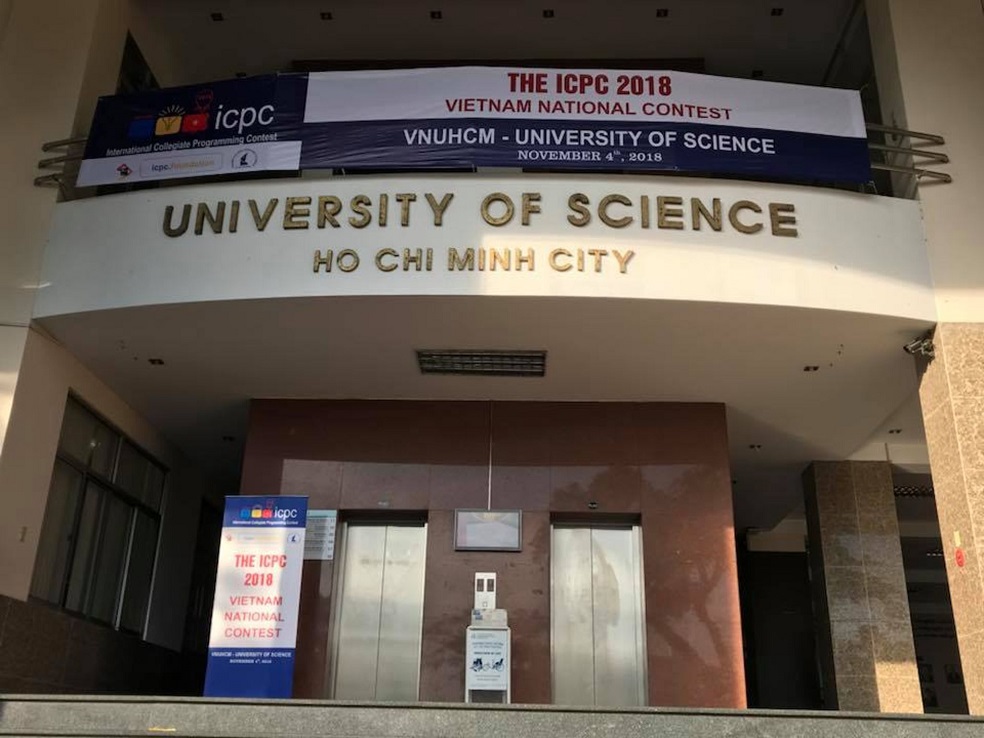 icpc
International Collegiate Programming Contest
icpc.foundation
THE ICPC 2018
VIETNAM NATIONAL CONTEST
VNUHCM - UNIVERSITY OF SCIENCE
NOVEMBER 4th, 2018
UNIVERSITY OF SCIENCE
HO CHI MINH CITY
icpc
International Collegiate Programming Contest
THE ICPC
2018
VIETNAM
NATIONAL
CONTEST
VNUHCM - UNIVERSITY OF SCIENCE
NOVEMBER 4th, 2018